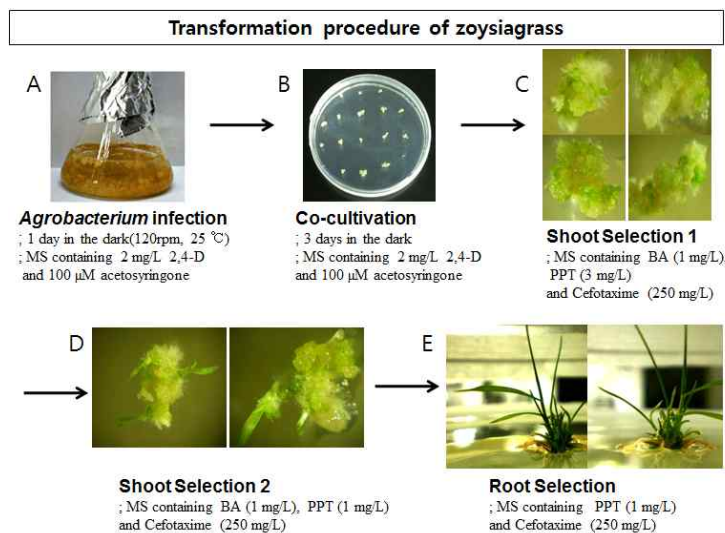 Transformation procedure of zoysiagrass
A
Agrobacterium infection
; 1 day in the dark(120rpm, 25 ℃)
; MS containing 2 mg/L 2,4-D
and 100 μM acetosyringone
B
Co-cultivation
; 3 days in the dark
; MS containing 2 mg/L 2,4-D
and 100 μM acetosyringone
C
Shoot Selection 1
; MS containing BA (1 mg/L),
PPT (3 mg/L)
and Cefotaxime (250 mg/L)
D
Shoot Selection 2
; MS containing BA (1 mg/L), PPT (1 mg/L)
and Cefotaxime (250 mg/L)
E
Root Selection
; MS containing PPT (1 mg/L)
and Cefotaxime (250 mg/L)